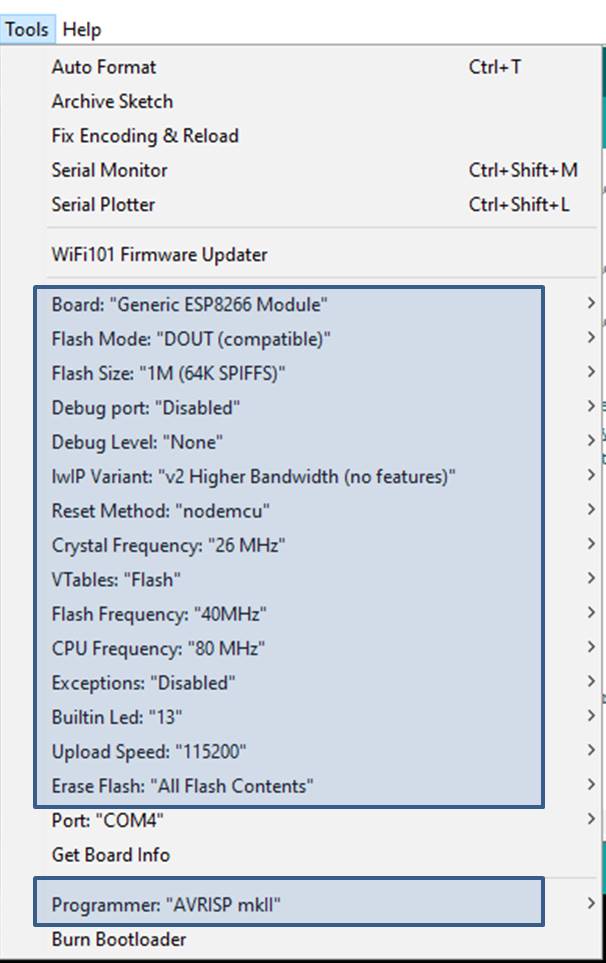 Tools Help
Auto Format Ctrl+T
Archive Sketch
Fix Encoding & Reload
Serial Monitor Ctrl+Shift+M
Serial Plotter Ctrl+Shift+L
WiFi101 Firmware Updater
Board: "Generic ESP8266 Module"
Flash Mode: "DOUT (compatible)"
Flash Size: "1M (64K SPIFFS)"
Debug port: "Disabled"
Debug Level: "None"
lwIP Variant: "v2 Higher Bandwidth (no features)"
Reset Method: "nodemcu"
Crystal Frequency: "26 MHz"
VTables: "Flash"
Flash Frequency: "40MHz"
CPU Frequency: "80 MHz"
Exceptions: "Disabled"
Builtin Led: "13"
Upload Speed: "115200"
Erase Flash: "All Flash Contents"
Port: "COM4"
Get Board Info
Programmer: "AVRISP mkII"
Burn Bootloader